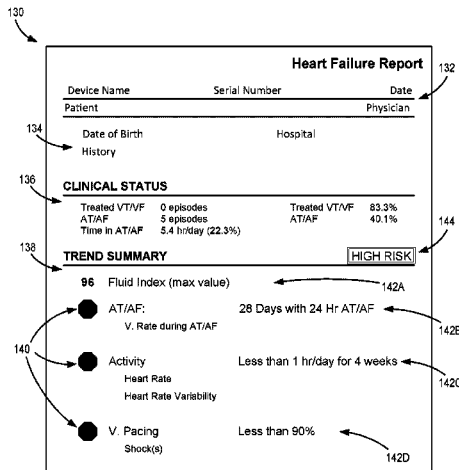 130
Heart Failure Report
132
Device Name Serial Number Date
Patient Physician
134
Date of Birth Hospital
History
136
CLINICAL STATUS
Treated VT/VF 0 episodes Treated VT/VF 83.3%
AT/AF 5 episodes AT/AF 40.1%
Time in AT/AF 5.4 hr/day (22.3%)
144
138
TREND SUMMARY HIGH RISK
96 Fluid Index (max value)
142A
AT/AF: 28 Days with 24 Hr AT/AF
V. Rate during AT/AF
142B
140
Activity Less than 1 hr/day for 4 weeks
142C
Heart Rate
Heart Rate Variability
V. Pacing Less than 90%
Shock(s)
142D